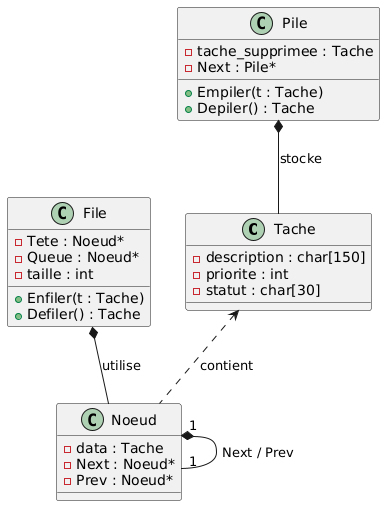 C Pile
tache_supprimee : Tache
Next : Pile*
Empiler(t : Tache)
Depiler() : Tache
stocke
C File
Tete : Noeud*
Queue : Noeud*
taille : int
Enfiler(t : Tache)
Defiler() : Tache
C Tache
description : char[150]
priorite : int
statut : char[30]
utilise
contient
C Noeud
data : Tache
Next : Noeud*
Prev : Noeud*
1
1
Next / Prev